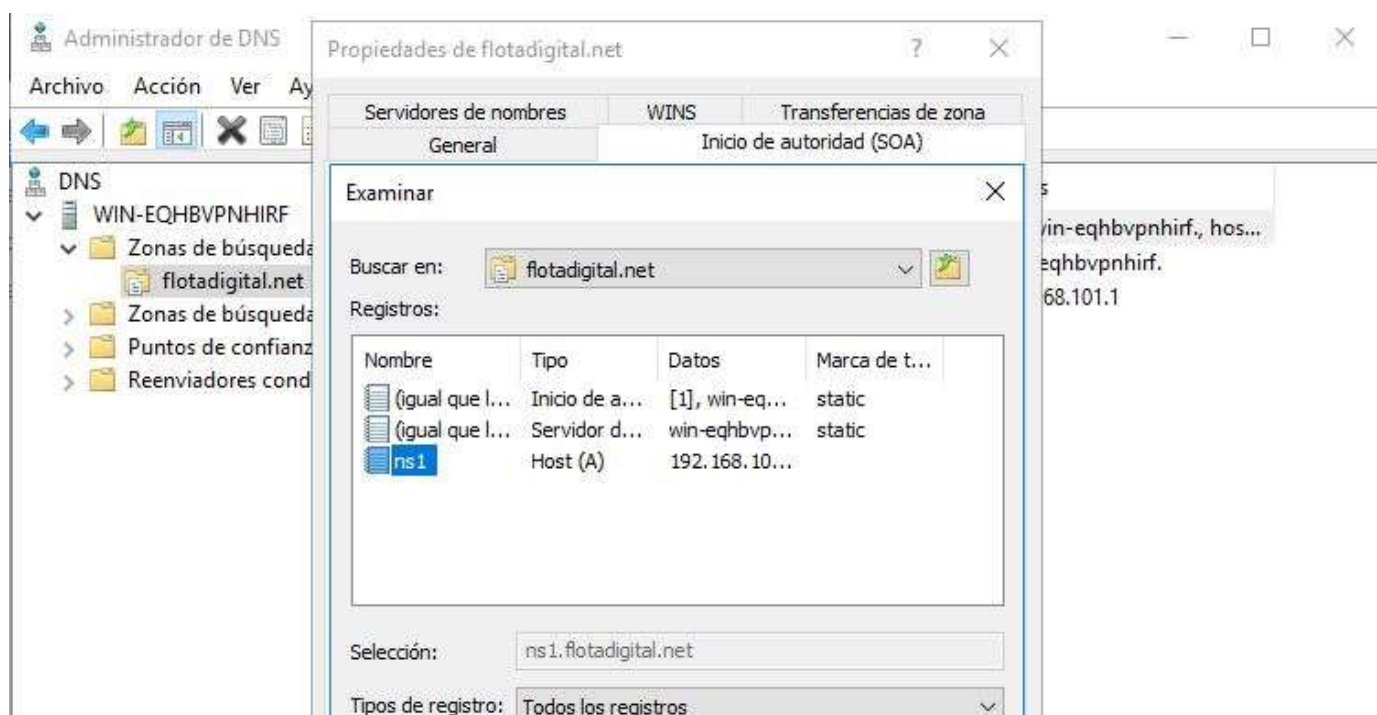 Administrador de DNS
Archivo Acción Ver Ay
DNS
WIN-EQHBVPNHIRF
Zonas de búsqueda
flotadigital.net
Zonas de búsqueda
Puntos de confianz
Reenviadores cond
Propiedades de flotadigital.net ? ×
Servidores de nombres WINS Transferencias de zona
General Inicio de autoridad (SOA)
Examinar
Buscar en: flotadigital.net
Registros:
Nombre Tipo Datos Marca de t...
(igual que l... Inicio de a... [1], win-eq... static
(igual que l... Servidor d... win-eqhbvp... static
ns1 Host (A) 192.168.10...
Selección: ns1.flotadigital.net
Tipos de registro: Todos los registros
s
vin-eqhbvpnhirf., hos...
eqhbvpnhirf.
68.101.1